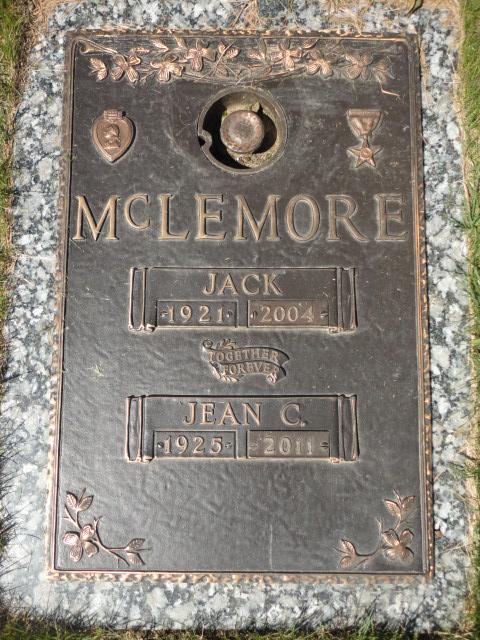 McLEMORE
JACK
1921 2004
TOGETHER
FOREVER
JEAN C.
1925 2011